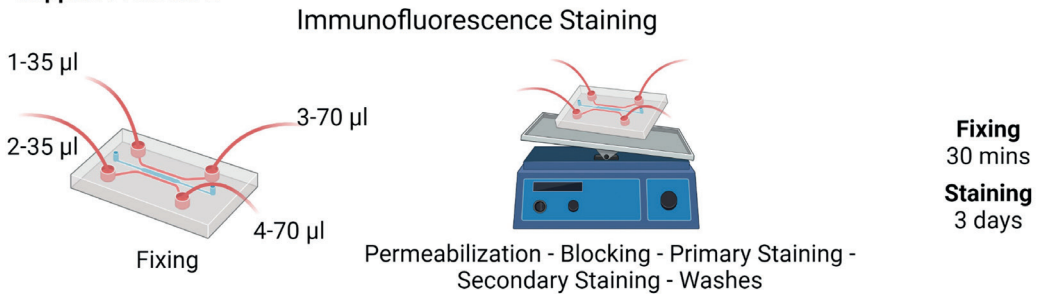 Immunofluorescence Staining
1-35 µl
2-35 µl
3-70 µl
4-70 µl
Fixing
Permeabilization - Blocking - Primary Staining -
Secondary Staining - Washes
Fixing
30 mins
Staining
3 days